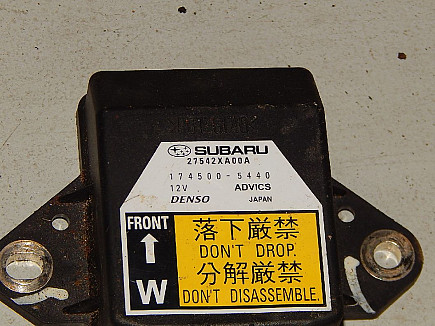 SUBARU
27542XA00A
174500-5440
12V ADVICS
DENSO JAPAN
FRONT
↑
W
落下厳禁
DON'T DROP.
分解厳禁
DON'T DISASSEMBLE.